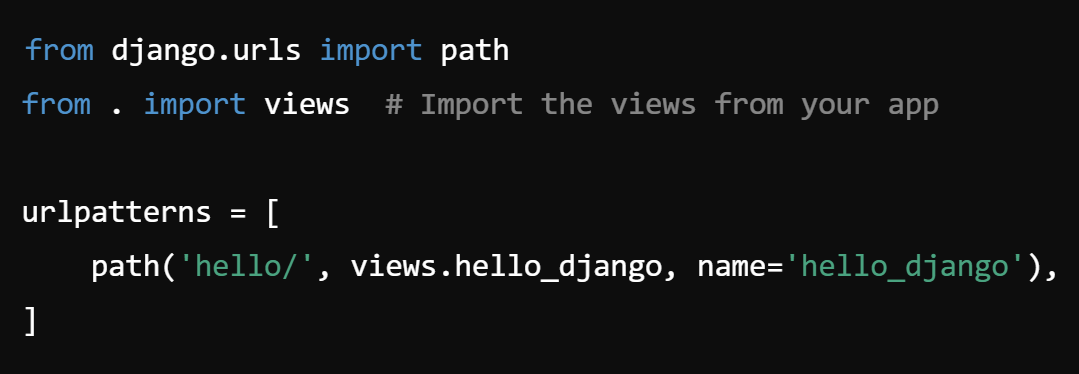 from django.urls import path
from . import views  # Import the views from your app
urlpatterns = [
    path('hello/', views.hello_django, name='hello_django'),
]